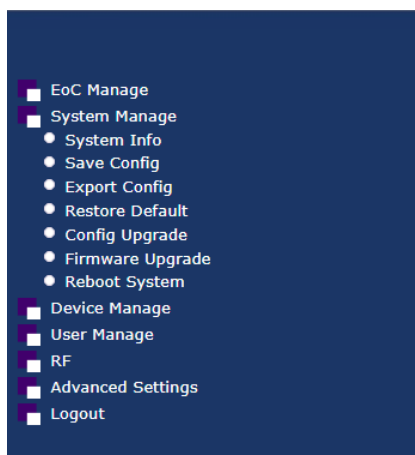 EoC Manage
System Manage
System Info
Save Config
Export Config
Restore Default
Config Upgrade
Firmware Upgrade
Reboot System
Device Manage
User Manage
RF
Advanced Settings
Logout